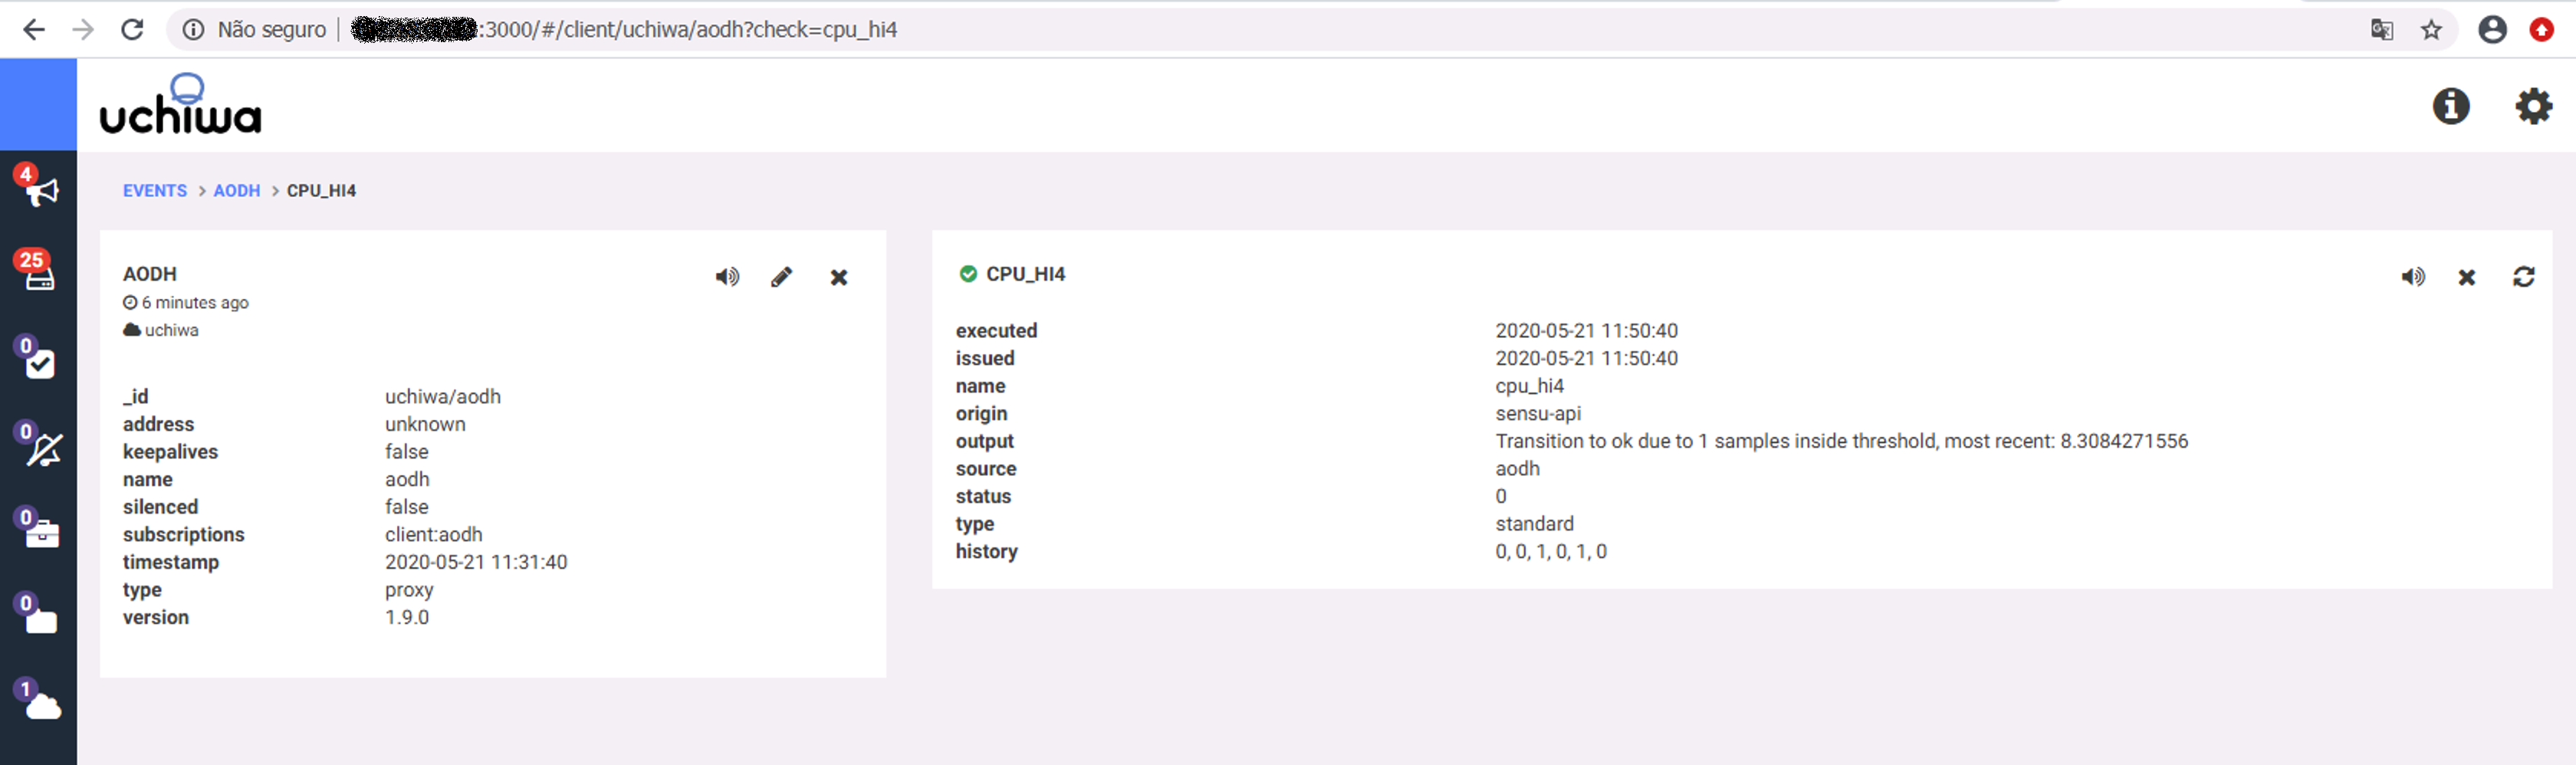 Não seguro | :3000/#/client/uchiwa/aodh?check=cpu_hi4
uchiwa
4
25
0
0
0
0
1
EVENTS > AODH > CPU_HI4
AODH
6 minutes ago
uchiwa
_id uchiwa/aodh
address unknown
keepalives false
name aodh
silenced false
subscriptions client:aodh
timestamp 2020-05-21 11:31:40
type proxy
version 1.9.0
CPU_HI4
executed 2020-05-21 11:50:40
issued 2020-05-21 11:50:40
name cpu_hi4
origin sensu-api
output Transition to ok due to 1 samples inside threshold, most recent: 8.3084271556
source aodh
status 0
type standard
history 0, 0, 1, 0, 1, 0